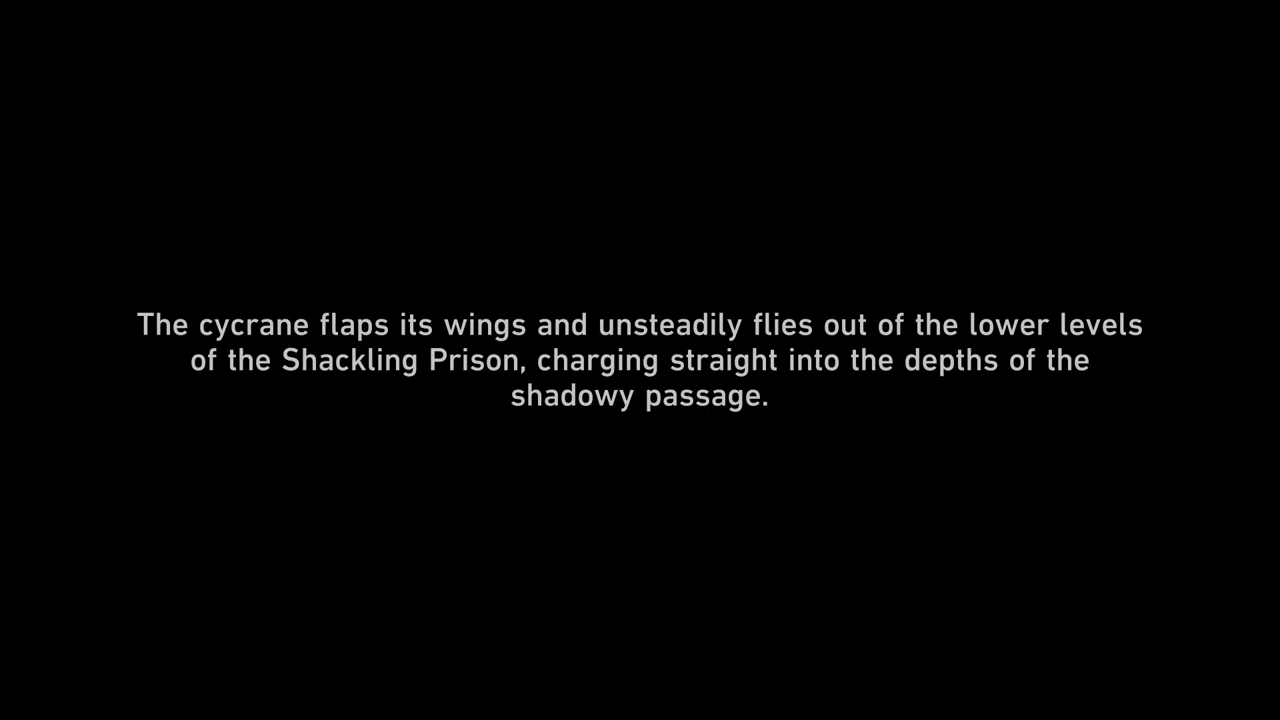 The cycrane flaps its wings and unsteadily flies out of the lower levels
of the Shackling Prison, charging straight into the depths of the
shadowy passage.